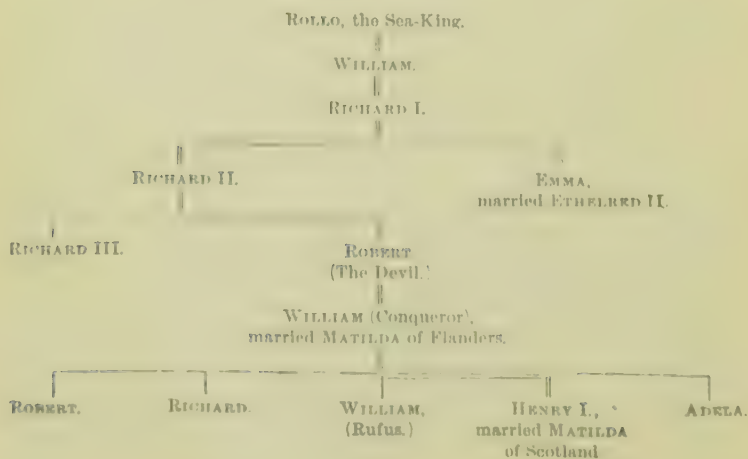 ROLLO, the Sea-King.
WILLIAM.
RICHARD I.
RICHARD II.
EMMA,
married ETHELRED II.
RICHARD III.
ROBERT
(The Devil.)
WILLIAM (Conqueror),
married MATILDA of Flanders.
ROBERT.
RICHARD.
WILLIAM,
(Rufus.)
HENRY I.,
married MATILDA
of Scotland
ADELA.